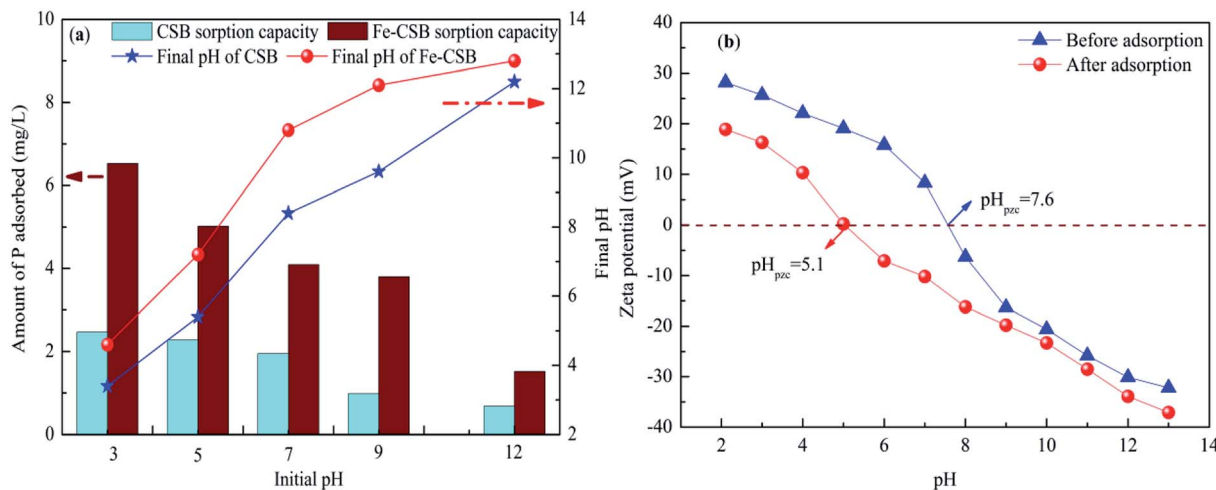 (a)
CSB sorption capacity
Fe-CSB sorption capacity
Final pH of CSB
Final pH of Fe-CSB
Amount of P adsorbed (mg/L)
10
8
6
4
2
0
14
12
10
8
6
4
2
Final pH
3 5 7 9 12
Initial pH
(b)
Before adsorption
After adsorption
Zeta potential (mV)
40
30
20
10
0
-10
-20
-30
-40
pHpzc=7.6
pHpzc=5.1
2 4 6 8 10 12 14
pH